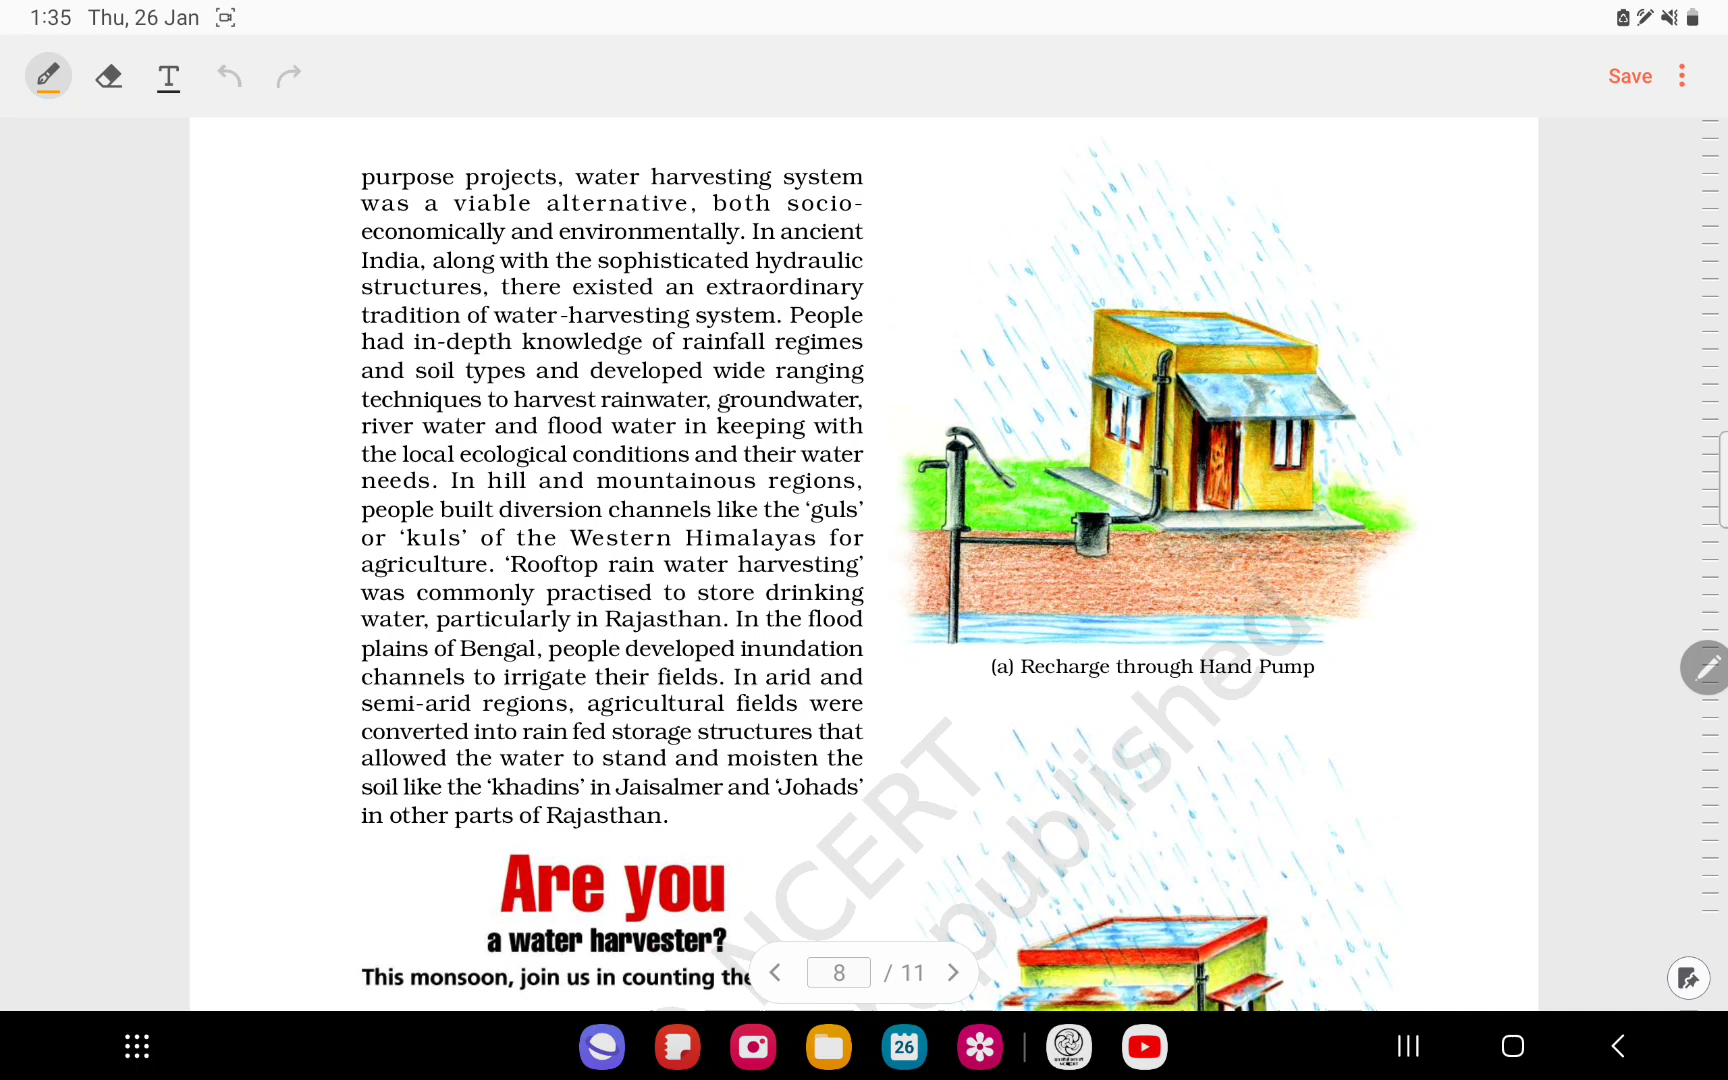 1:35 Thu, 26 Jan
T
Save
purpose projects, water harvesting system
was a viable alternative, both socio-
economically and environmentally. In ancient
India, along with the sophisticated hydraulic
structures, there existed an extraordinary
tradition of water-harvesting system. People
had in-depth knowledge of rainfall regimes
and soil types and developed wide ranging
techniques to harvest rainwater, groundwater,
river water and flood water in keeping with
the local ecological conditions and their water
needs. In hill and mountainous regions,
people built diversion channels like the ‘guls’
or ‘kuls’ of the Western Himalayas for
agriculture. ‘Rooftop rain water harvesting’
was commonly practised to store drinking
water, particularly in Rajasthan. In the flood
plains of Bengal, people developed inundation
channels to irrigate their fields. In arid and
semi-arid regions, agricultural fields were
converted into rain fed storage structures that
allowed the water to stand and moisten the
soil like the ‘khadins’ in Jaisalmer and ‘Johads’
in other parts of Rajasthan.
Are you
a water harvester?
This monsoon, join us in counting the
(a) Recharge through Hand Pump
NCERT
published
8 / 11
26